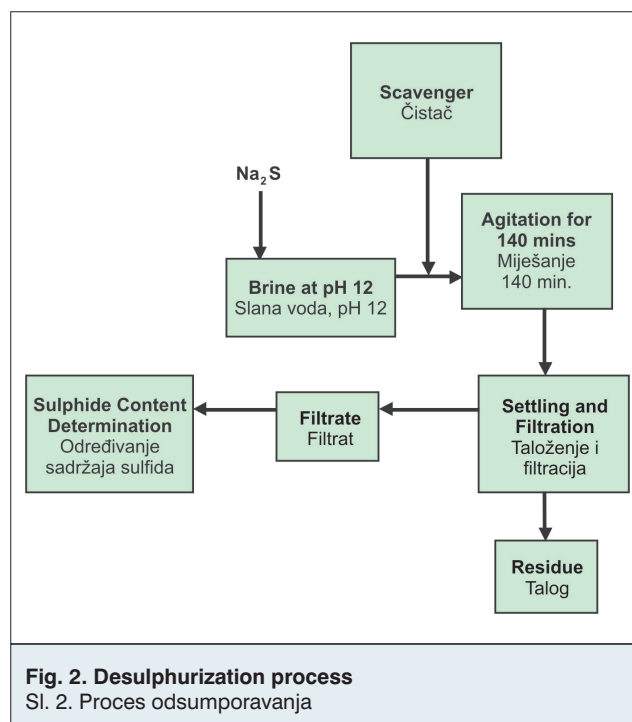 Scavenger
Čistač
Na₂S
Agitation for
140 mins
Miješanje
140 min.
Brine at pH 12
Slana voda, pH 12
Sulphide Content
Determination
Određivanje
sadržaja sulfida
Filtrate
Filtrat
Settling and
Filtration
Taloženje i
filtracija
Residue
Talog
Fig. 2. Desulphurization process
Sl. 2. Proces odsumporavanja